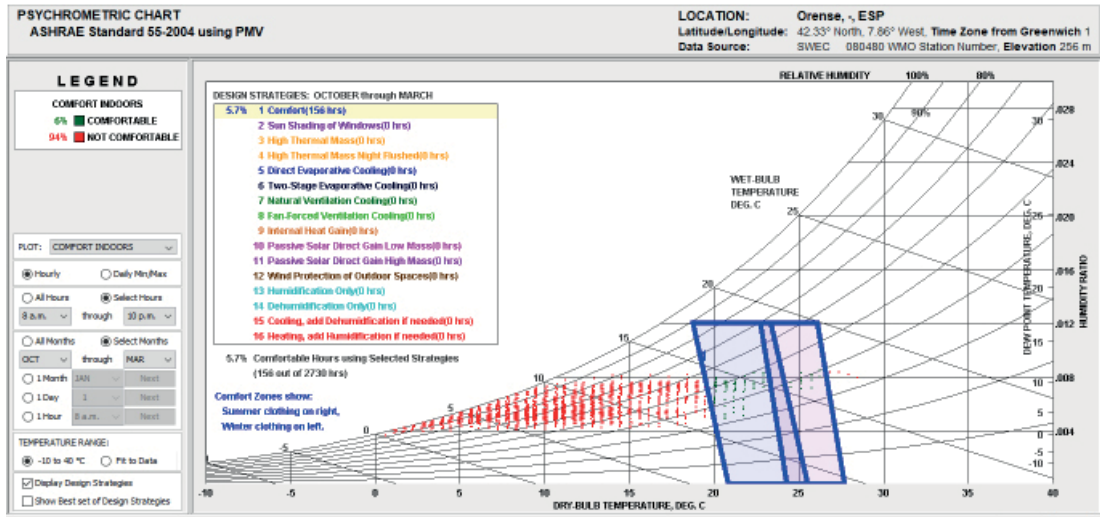 PSYCHROMETRIC CHART
ASHRAE Standard 55-2004 using PMV
LOCATION: Orense, -, ESP
Latitude/Longitude: 42.33° North, 7.86° West, Time Zone from Greenwich 1
Data Source: SWEC 080480 WMO Station Number, Elevation 256 m
LEGEND
COMFORT INDOORS
6% COMFORTABLE
94% NOT COMFORTABLE
PLOT: COMFORT INDOORS
Hourly Daily Min/Max
All Hours Select Hours
8 a.m. through 10 p.m.
All Months Select Months
OCT through MAR
1 Month JAN Next
1 Day 1 Next
1 Hour 8 a.m. Next
TEMPERATURE RANGE:
-10 to 40 °C Fit to Data
Display Design Strategies
Show Best set of Design Strategies
DESIGN STRATEGIES: OCTOBER through MARCH
5.7% 1 Comfort(156 hrs)
2 Sun Shading of Windows(0 hrs)
3 High Thermal Mass(0 hrs)
4 High Thermal Mass Night Flushed(0 hrs)
5 Direct Evaporative Cooling(0 hrs)
6 Two-Stage Evaporative Cooling(0 hrs)
7 Natural Ventilation Cooling(0 hrs)
8 Fan-Forced Ventilation Cooling(0 hrs)
9 Internal Heat Gain(0 hrs)
10 Passive Solar Direct Gain Low Mass(0 hrs)
11 Passive Solar Direct Gain High Mass(0 hrs)
12 Wind Protection of Outdoor Spaces(0 hrs)
13 Humidification Only(0 hrs)
14 Dehumidification Only(0 hrs)
15 Cooling, add Dehumidification if needed(0 hrs)
16 Heating, add Humidification if needed(0 hrs)
5.7% Comfortable Hours using Selected Strategies
(156 out of 2730 hrs)
Comfort Zones show:
Summer clothing on right,
Winter clothing on left.
RELATIVE HUMIDITY 100% 80%
90%
WET-BULB
TEMPERATURE
DEG. C
-5
0
5
10
15
20
25
30
DEW POINT TEMPERATURE, DEG. C
30
25
20
15
10
5
0
-5
-10
HUMIDITY RATIO
.028
.024
.020
.016
.012
.008
.004
-10 -5 0 5 10 15 20 25 30 35 40
DRY-BULB TEMPERATURE, DEG. C